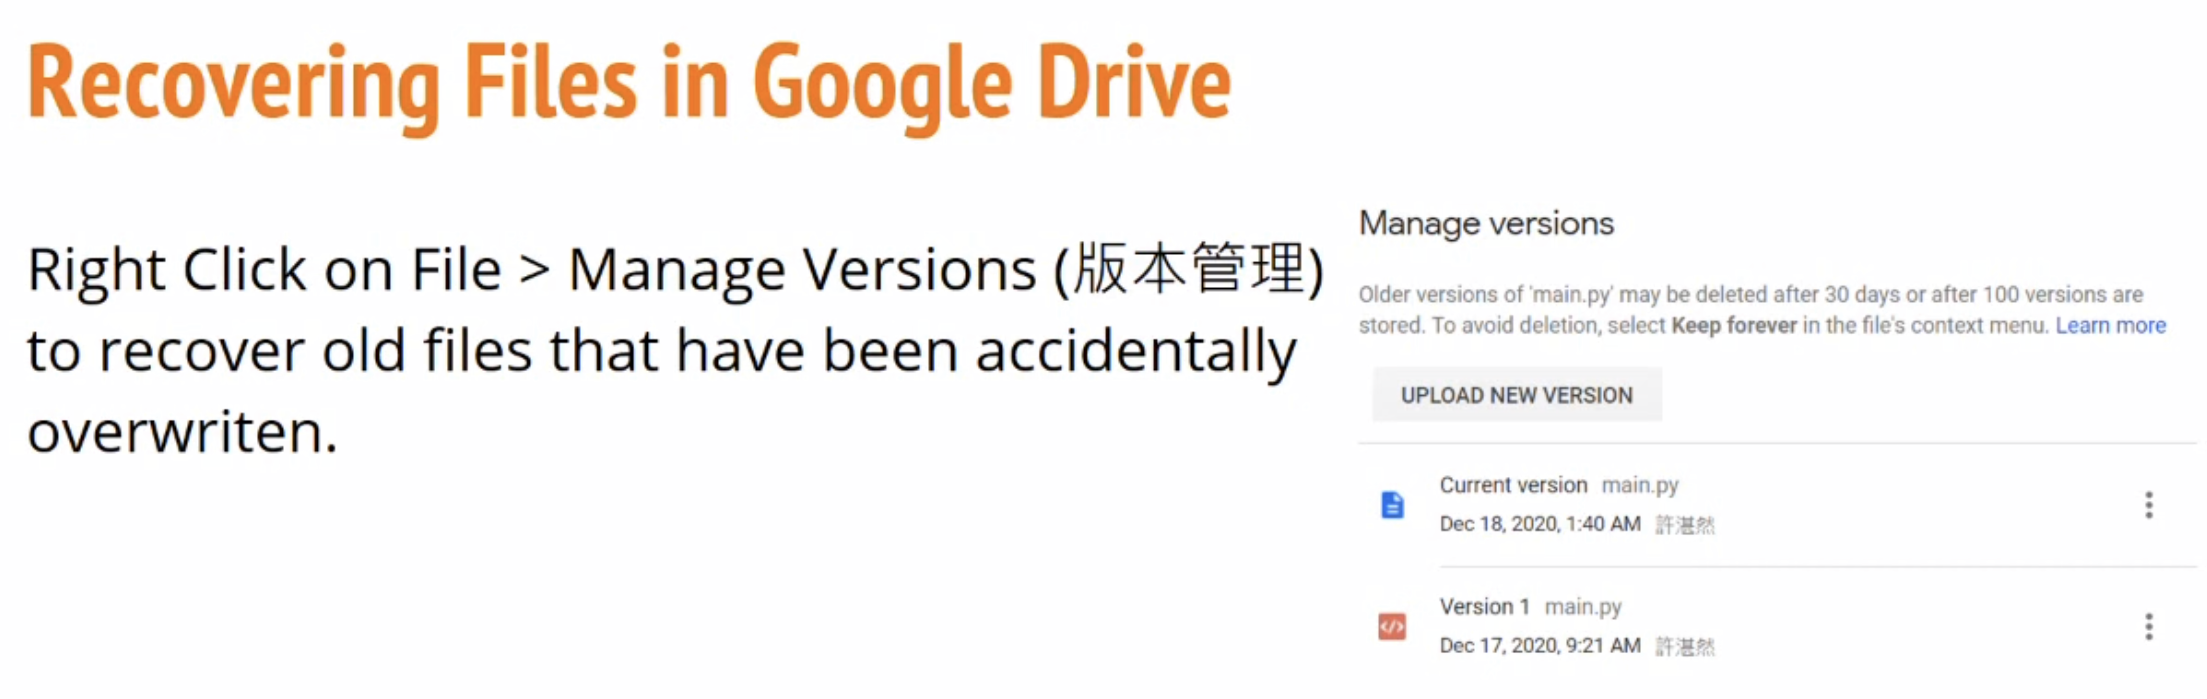 Recovering Files in Google Drive
Right Click on File > Manage Versions (版本管理)
to recover old files that have been accidentally
overwriten.
Manage versions
Older versions of 'main.py' may be deleted after 30 days or after 100 versions are
stored. To avoid deletion, select Keep forever in the file's context menu. Learn more
UPLOAD NEW VERSION
Current version main.py
Dec 18, 2020, 1:40 AM 許湛然
Version 1 main.py
Dec 17, 2020, 9:21 AM 許湛然